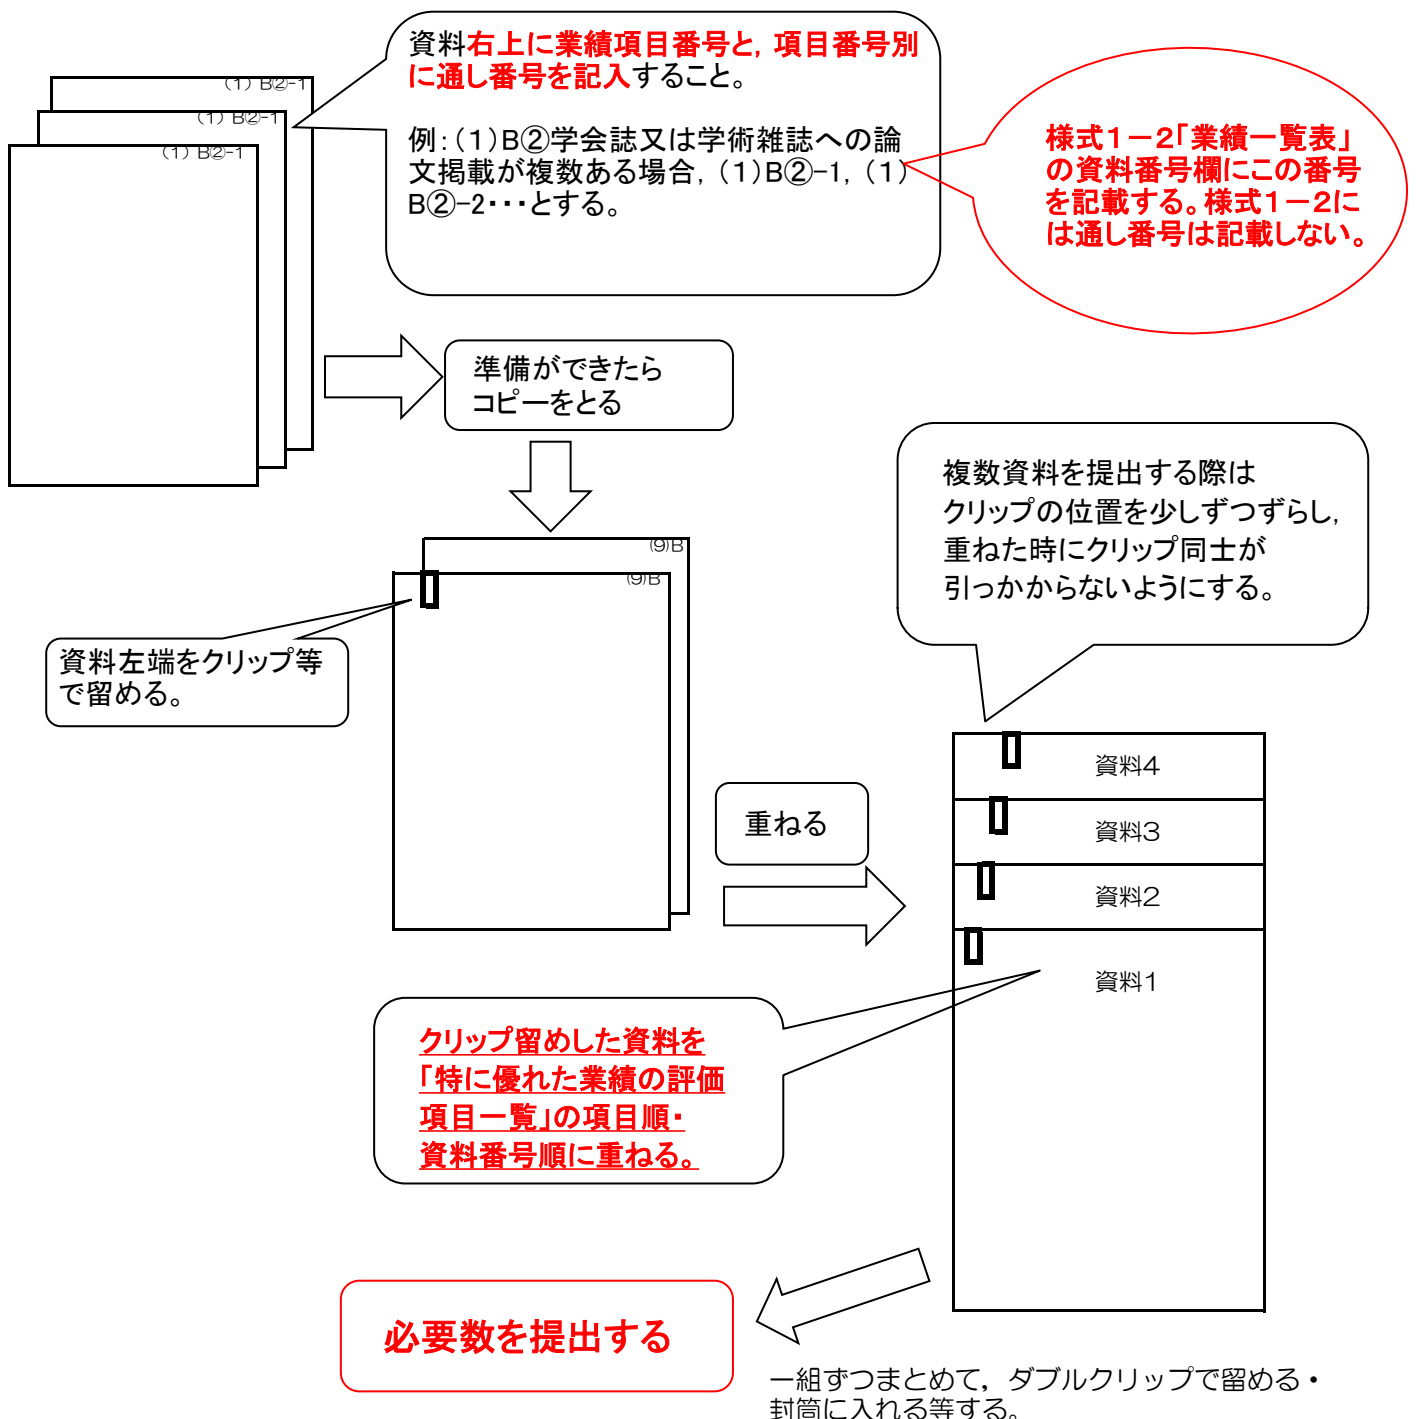 資料右上に業績項目番号と，項目番号別
に通し番号を記入すること。
例：（1）B②学会誌又は学術雑誌への論
文掲載が複数ある場合，（1）B②-1，（1）
B②-2・・・とする。
様式１－２「業績一覧表」
の資料番号欄にこの番号
を記載する。様式１－２に
は通し番号は記載しない。
（1）B②-1
（1）B②-1
（1）B②-1
準備ができたら
コピーをとる
複数資料を提出する際は
クリップの位置を少しずつずらし，
重ねた時にクリップ同士が
引っかからないようにする。
(9)B
(9)B
資料左端をクリップ等
で留める。
重ねる
資料4
資料3
資料2
資料1
クリップ留めした資料を
「特に優れた業績の評価
項目一覧」の項目順・
資料番号順に重ねる。
必要数を提出する
一組ずつまとめて，ダブルクリップで留める・
封筒に入れる等する。